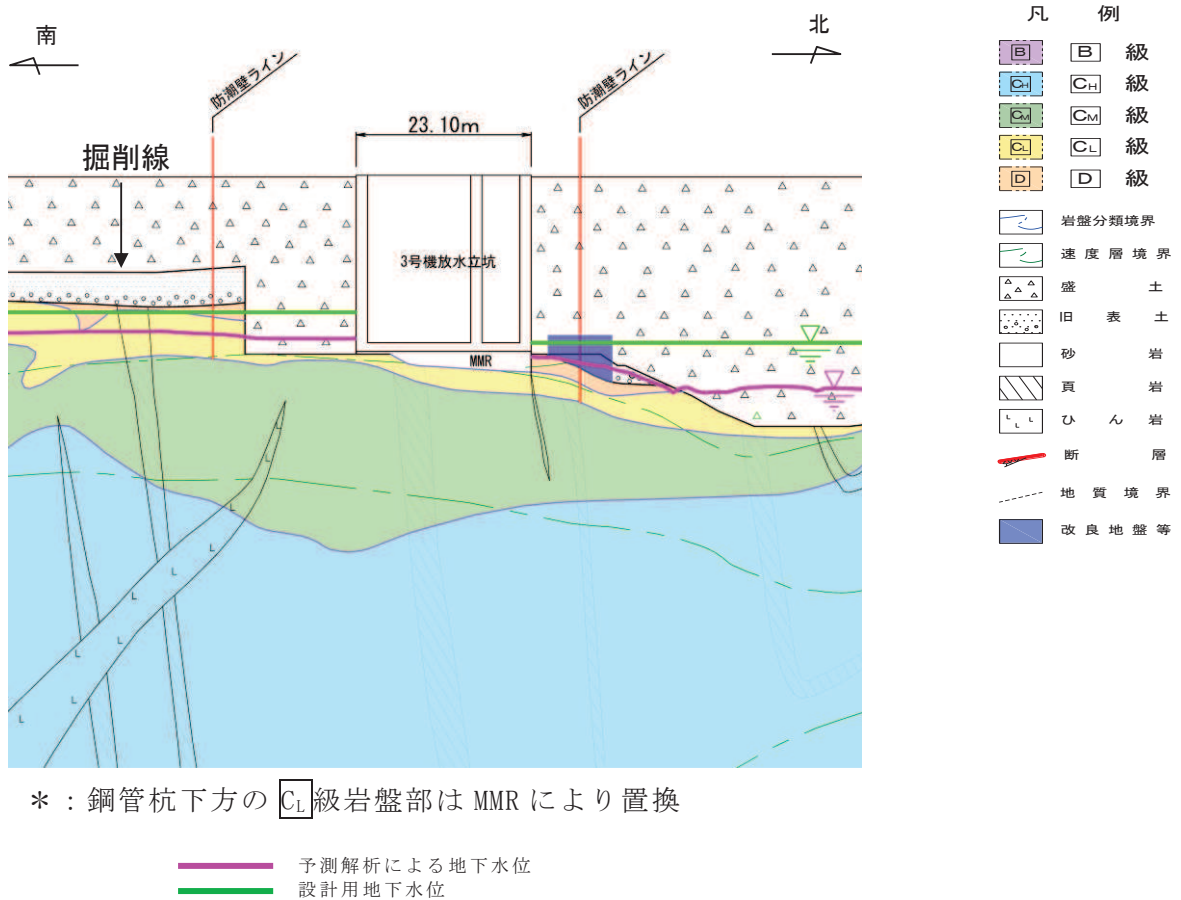 南
北
防潮壁ライン
防潮壁ライン
23.10m
掘削線
3号機放水立坑
MMR
L
L
L
L
L
L
L
凡 例
B B 級
CH CH 級
CM CM 級
CL CL 級
D D 級
岩盤分類境界
速度層境界
盛土
旧表土
砂岩
頁岩
L L L ひん岩
断層
地質境界
改良地盤等
*：鋼管杭下方のCL級岩盤部は MMR により置換
予測解析による地下水位
設計用地下水位